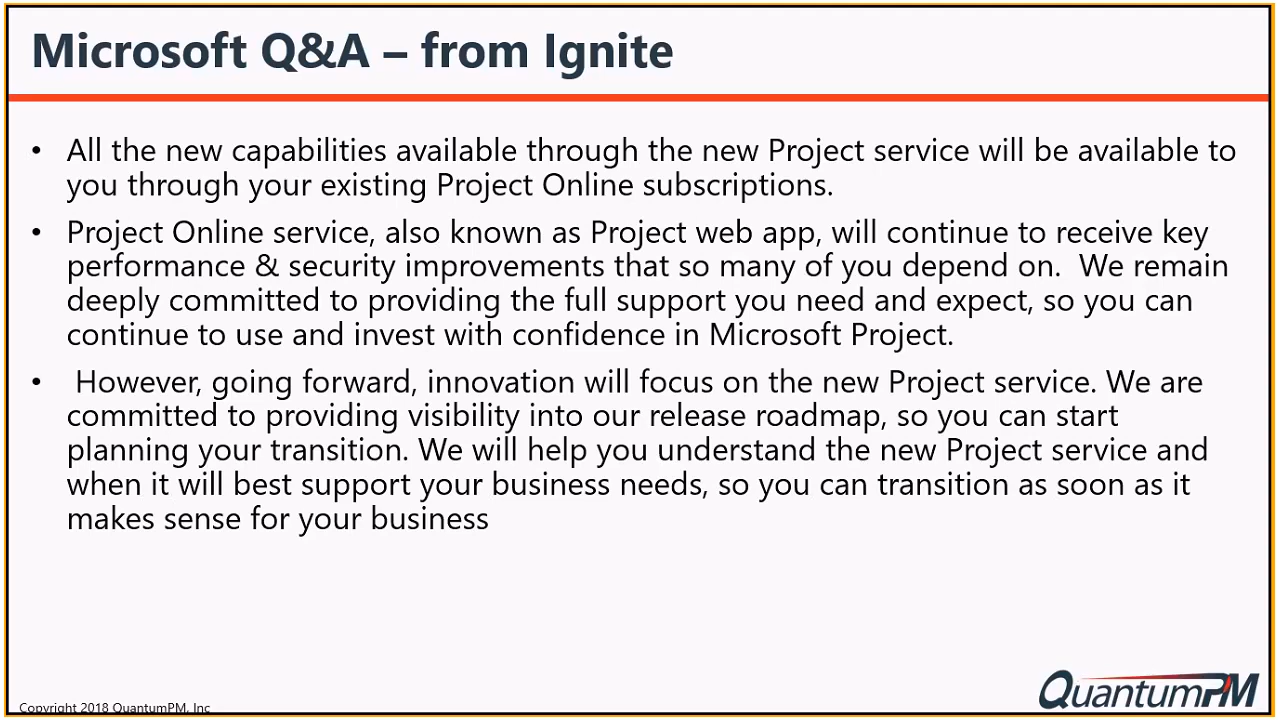 Microsoft Q&A – from Ignite
• All the new capabilities available through the new Project service will be available to
you through your existing Project Online subscriptions.
• Project Online service, also known as Project web app, will continue to receive key
performance & security improvements that so many of you depend on.  We remain
deeply committed to providing the full support you need and expect, so you can
continue to use and invest with confidence in Microsoft Project.
•  However, going forward, innovation will focus on the new Project service. We are
committed to providing visibility into our release roadmap, so you can start
planning your transition. We will help you understand the new Project service and
when it will best support your business needs, so you can transition as soon as it
makes sense for your business
Copyright 2018 QuantumPM, Inc
QuantumPM